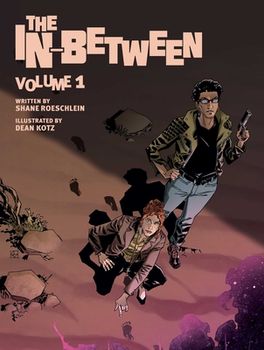 THE
IN-BETWEEN
VOLUME 1
WRITTEN BY
SHANE ROESCHLEIN
ILLUSTRATED BY
DEAN KOTZ